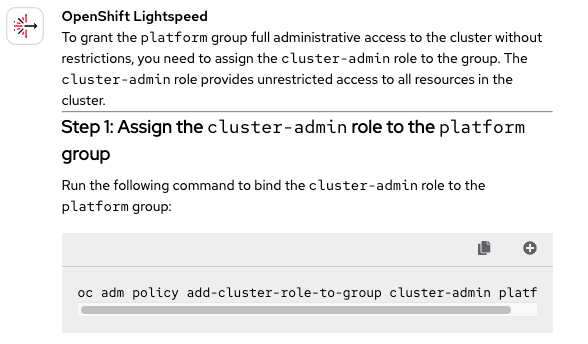 OpenShift Lightspeed
To grant the platform group full administrative access to the cluster without
restrictions, you need to assign the cluster-admin role to the group. The
cluster-admin role provides unrestricted access to all resources in the
cluster.
Step 1: Assign the cluster-admin role to the platform
group
Run the following command to bind the cluster-admin role to the
platform group:
oc adm policy add-cluster-role-to-group cluster-admin platf